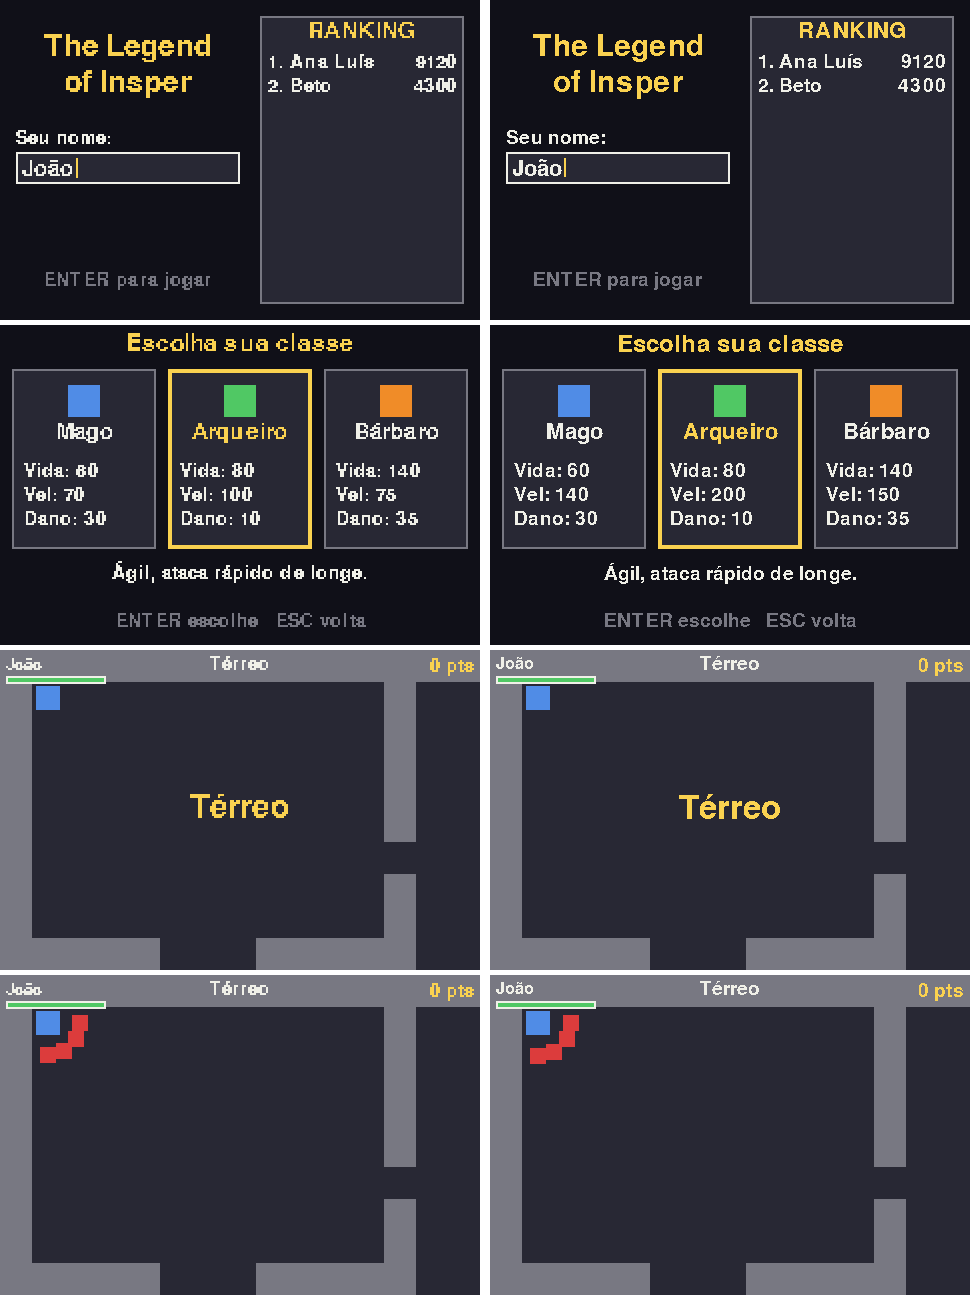 The Legend
of Insper
Seu nome:
João
ENTER para jogar
RANKING
1. Ana Luís 9120
2. Beto 4300
The Legend
of Insper
Seu nome:
João
ENTER para jogar
RANKING
1. Ana Luís 9120
2. Beto 4300
Escolha sua classe
Mago
Vida: 60
Vel: 70
Dano: 30
Arqueiro
Vida: 80
Vel: 100
Dano: 10
Bárbaro
Vida: 140
Vel: 75
Dano: 35
Ágil, ataca rápido de longe.
ENTER escolhe ESC volta
Escolha sua classe
Mago
Vida: 60
Vel: 140
Dano: 30
Arqueiro
Vida: 80
Vel: 200
Dano: 10
Bárbaro
Vida: 140
Vel: 150
Dano: 35
Ágil, ataca rápido de longe.
ENTER escolhe ESC volta
João Térreo 0 pts
Térreo
João Térreo 0 pts
Térreo
João Térreo 0 pts
João Térreo 0 pts